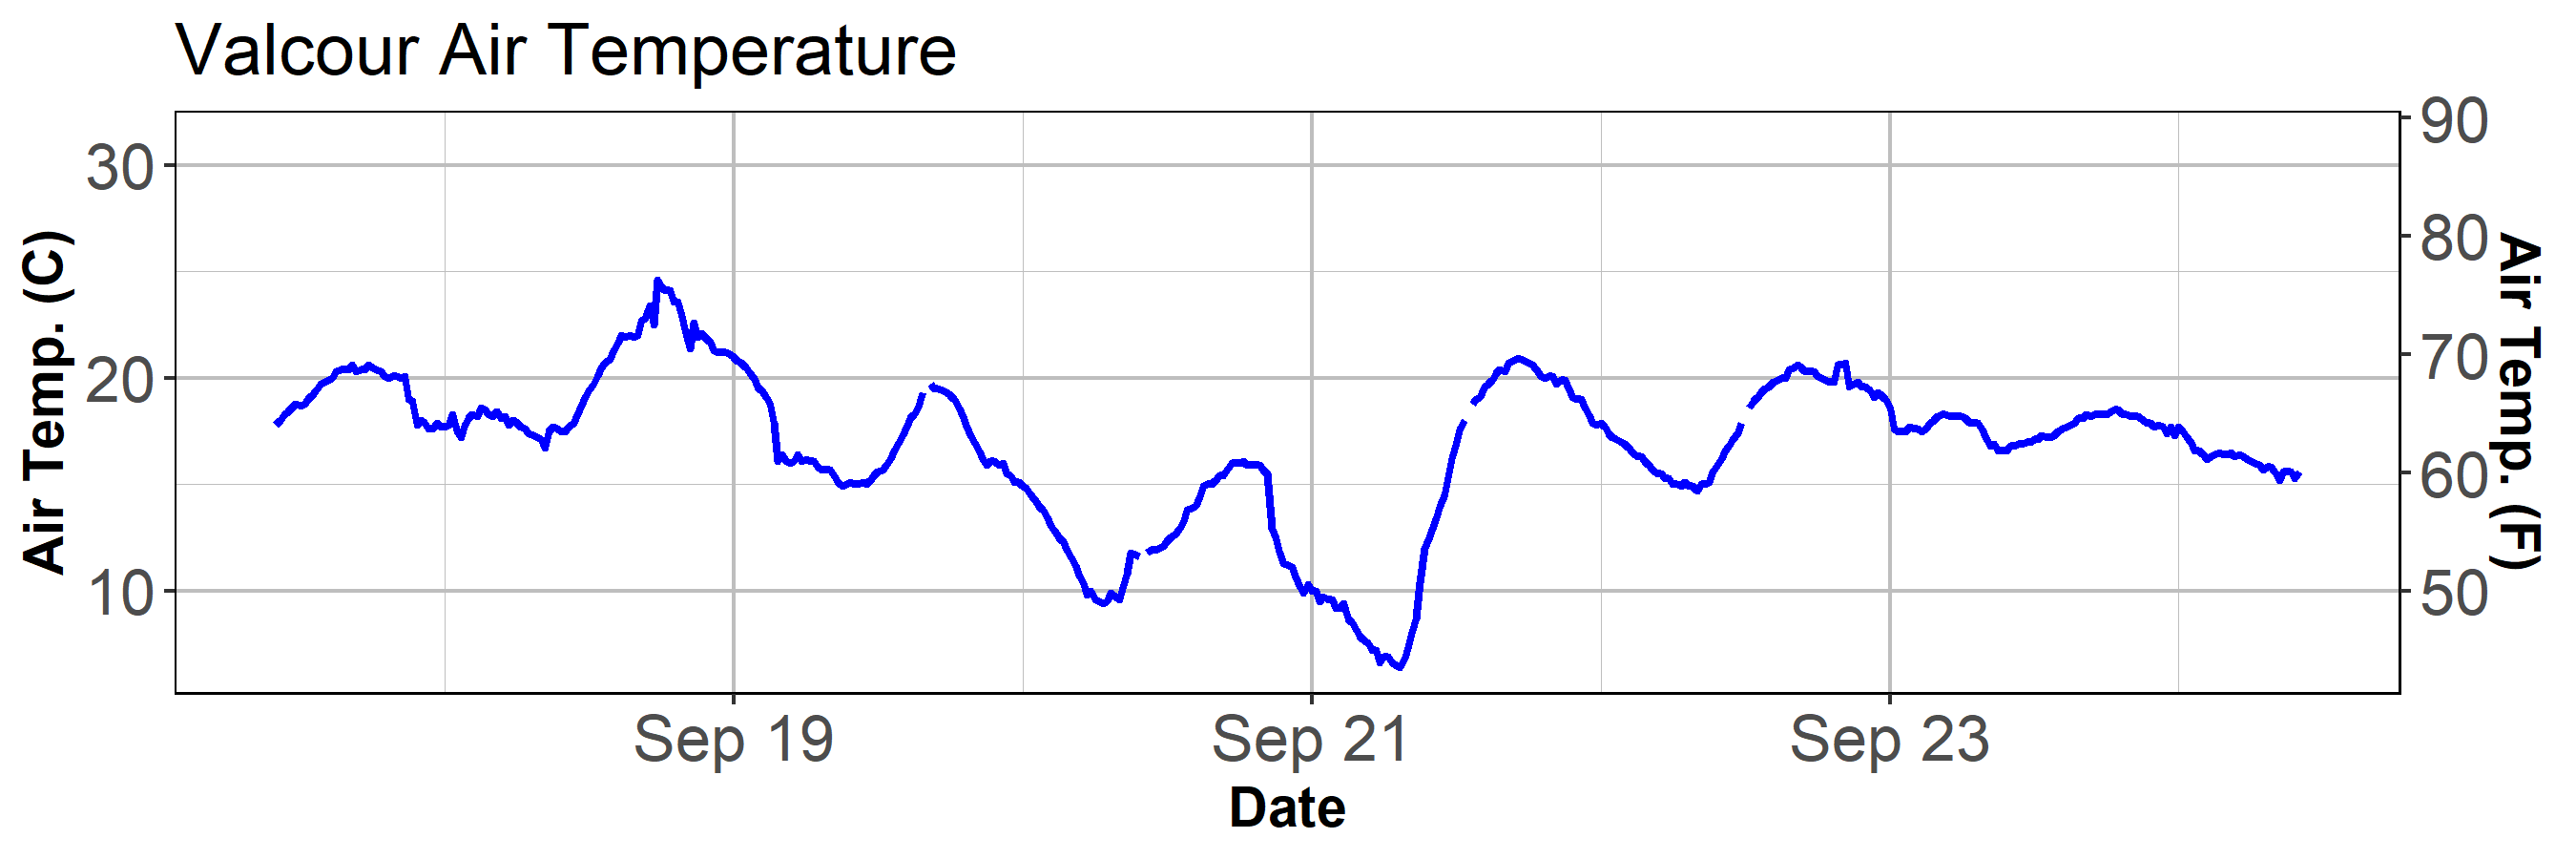 Valcour Air Temperature
Air Temp. (C)
30
20
10
90
80
70
60
50
Air Temp. (F)
Sep 19
Sep 21
Sep 23
Date